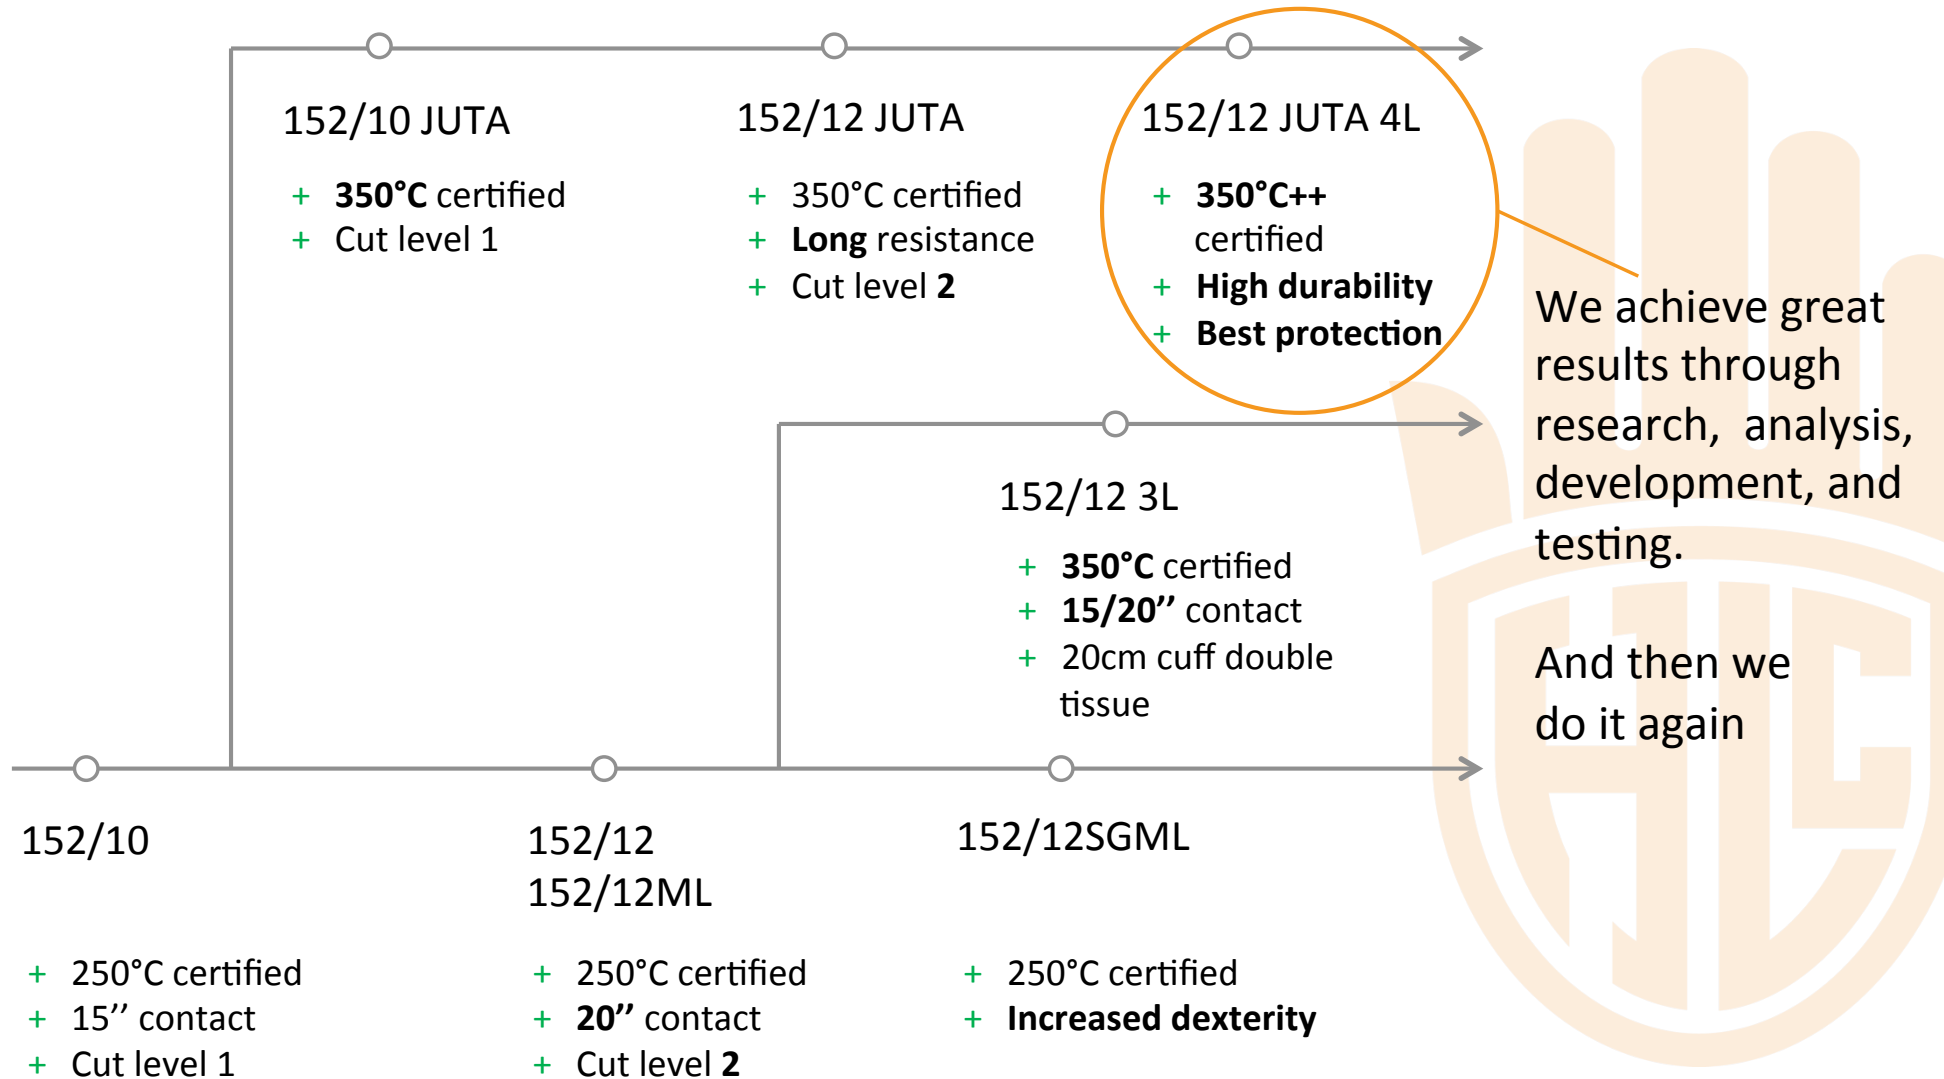 152/10 JUTA
+ 350°C certified
+ Cut level 1
152/12 JUTA
+ 350°C certified
+ Long resistance
+ Cut level 2
152/12 JUTA 4L
+ 350°C++
certified
+ High durability
+ Best protection
We achieve great
results through
research, analysis,
development, and
testing.
And then we
do it again
152/12 3L
+ 350°C certified
+ 15/20’’ contact
+ 20cm cuff double
tissue
152/10
+ 250°C certified
+ 15’’ contact
+ Cut level 1
152/12
152/12ML
+ 250°C certified
+ 20’’ contact
+ Cut level 2
152/12SGML
+ 250°C certified
+ Increased dexterity
HC